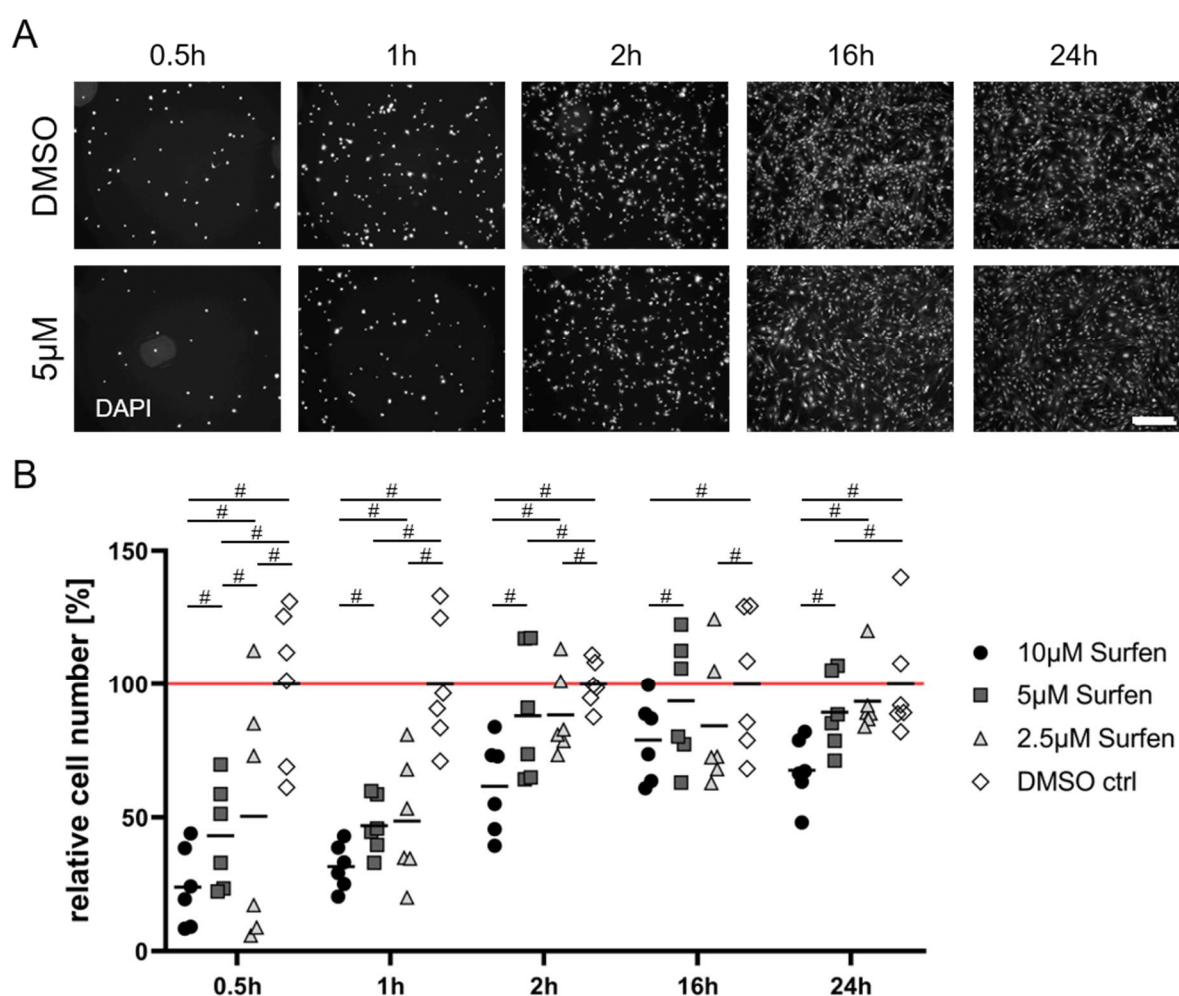 A
0.5h 1h 2h 16h 24h
DMSO
5µM
DAPI
B
# # # # #
# # # #
# # # #
# # # #
#
# # # # #
relative cell number [%]
150
100
50
0
0.5h 1h 2h 16h 24h
10µM Surfen
5µM Surfen
2.5µM Surfen
DMSO ctrl